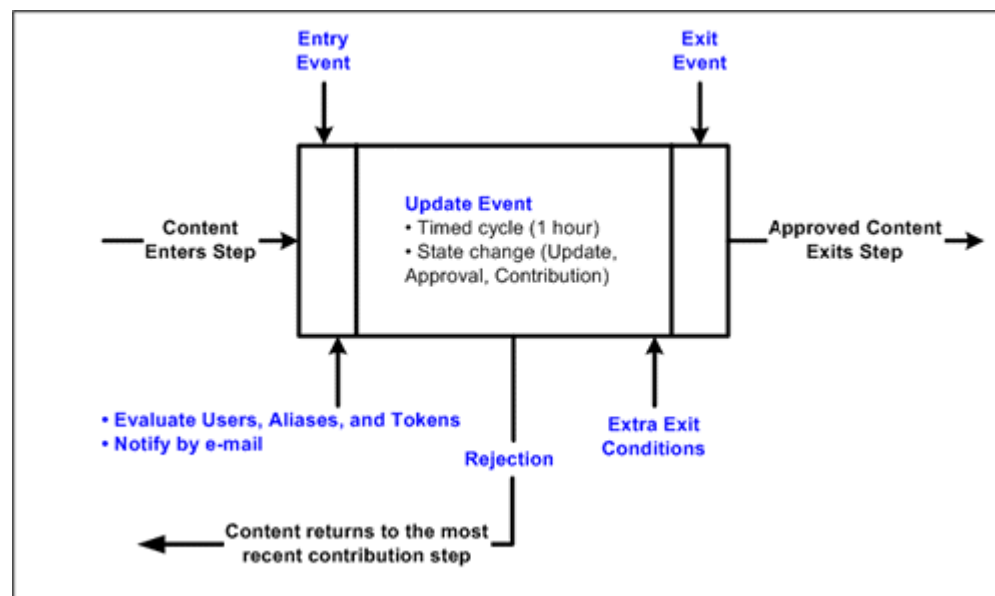 Entry
Event
Exit
Event
Content
Enters Step
Update Event
• Timed cycle (1 hour)
• State change (Update,
Approval, Contribution)
Approved Content
Exits Step
• Evaluate Users, Aliases, and Tokens
• Notify by e-mail
Rejection
Extra Exit
Conditions
Content returns to the most
recent contribution step